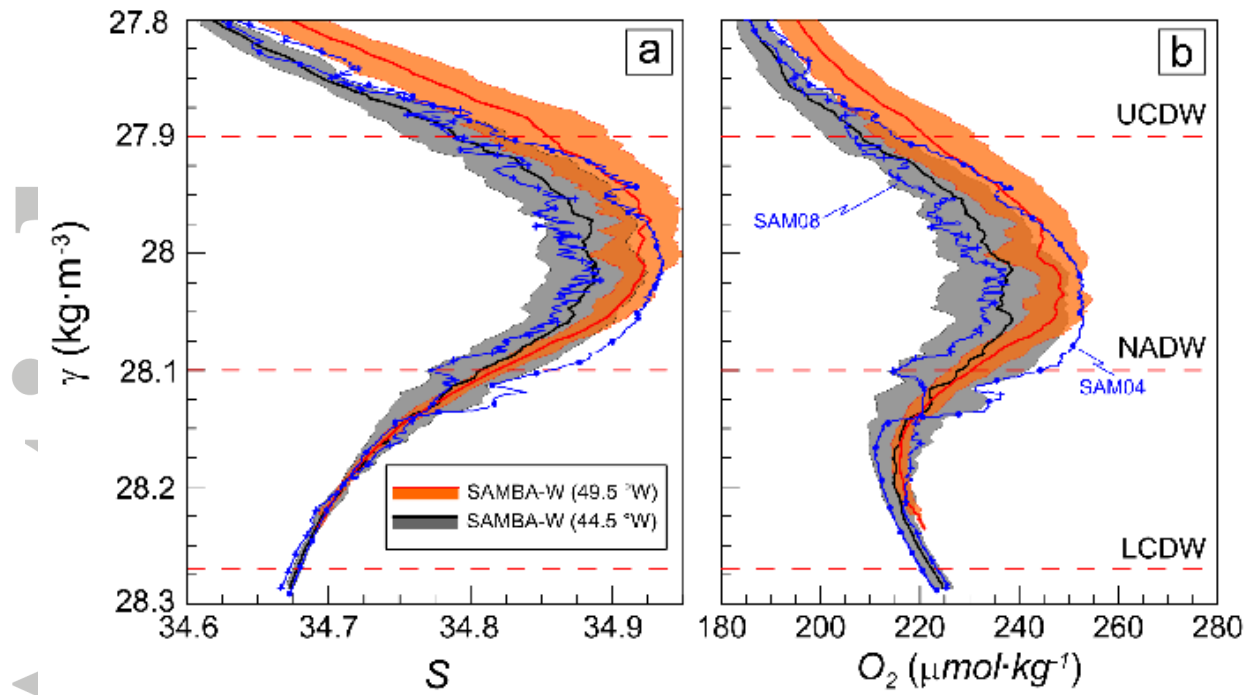 27.8
27.9
28
28.1
28.2
28.3
γ (kg·m⁻³)
a
SAMBA-W (49.5 °W)
SAMBA-W (44.5 °W)
34.6
34.7
34.8
34.9
S
b
UCDW
SAM08
NADW
SAM04
LCDW
180
200
220
240
260
280
O₂ (μmol·kg⁻¹)